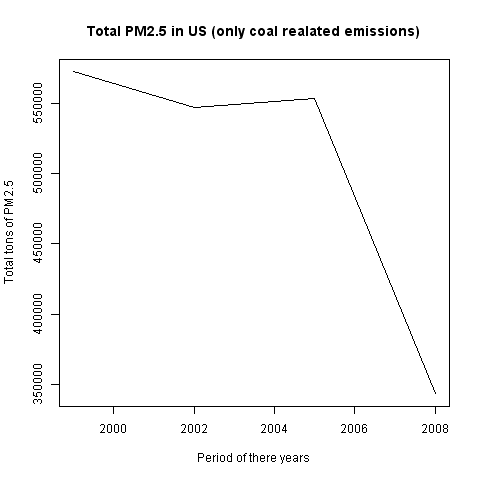 Total PM2.5 in US (only coal realated emissions)
Total tons of PM2.5
550000
500000
450000
400000
350000
2000 2002 2004 2006 2008
Period of there years